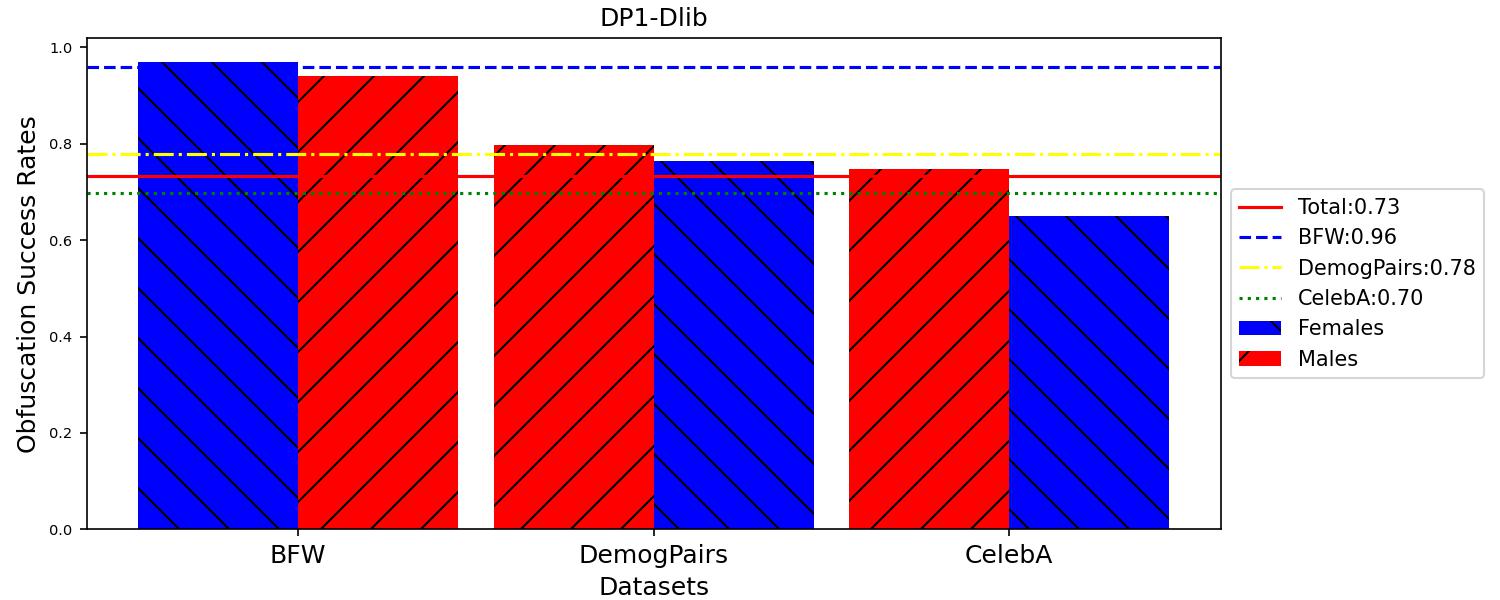 DP1-Dlib
Obfuscation Success Rates
1.0
0.8
0.6
0.4
0.2
0.0
BFW
DemogPairs
CelebA
Datasets
Total:0.73
BFW:0.96
DemogPairs:0.78
CelebA:0.70
Females
Males